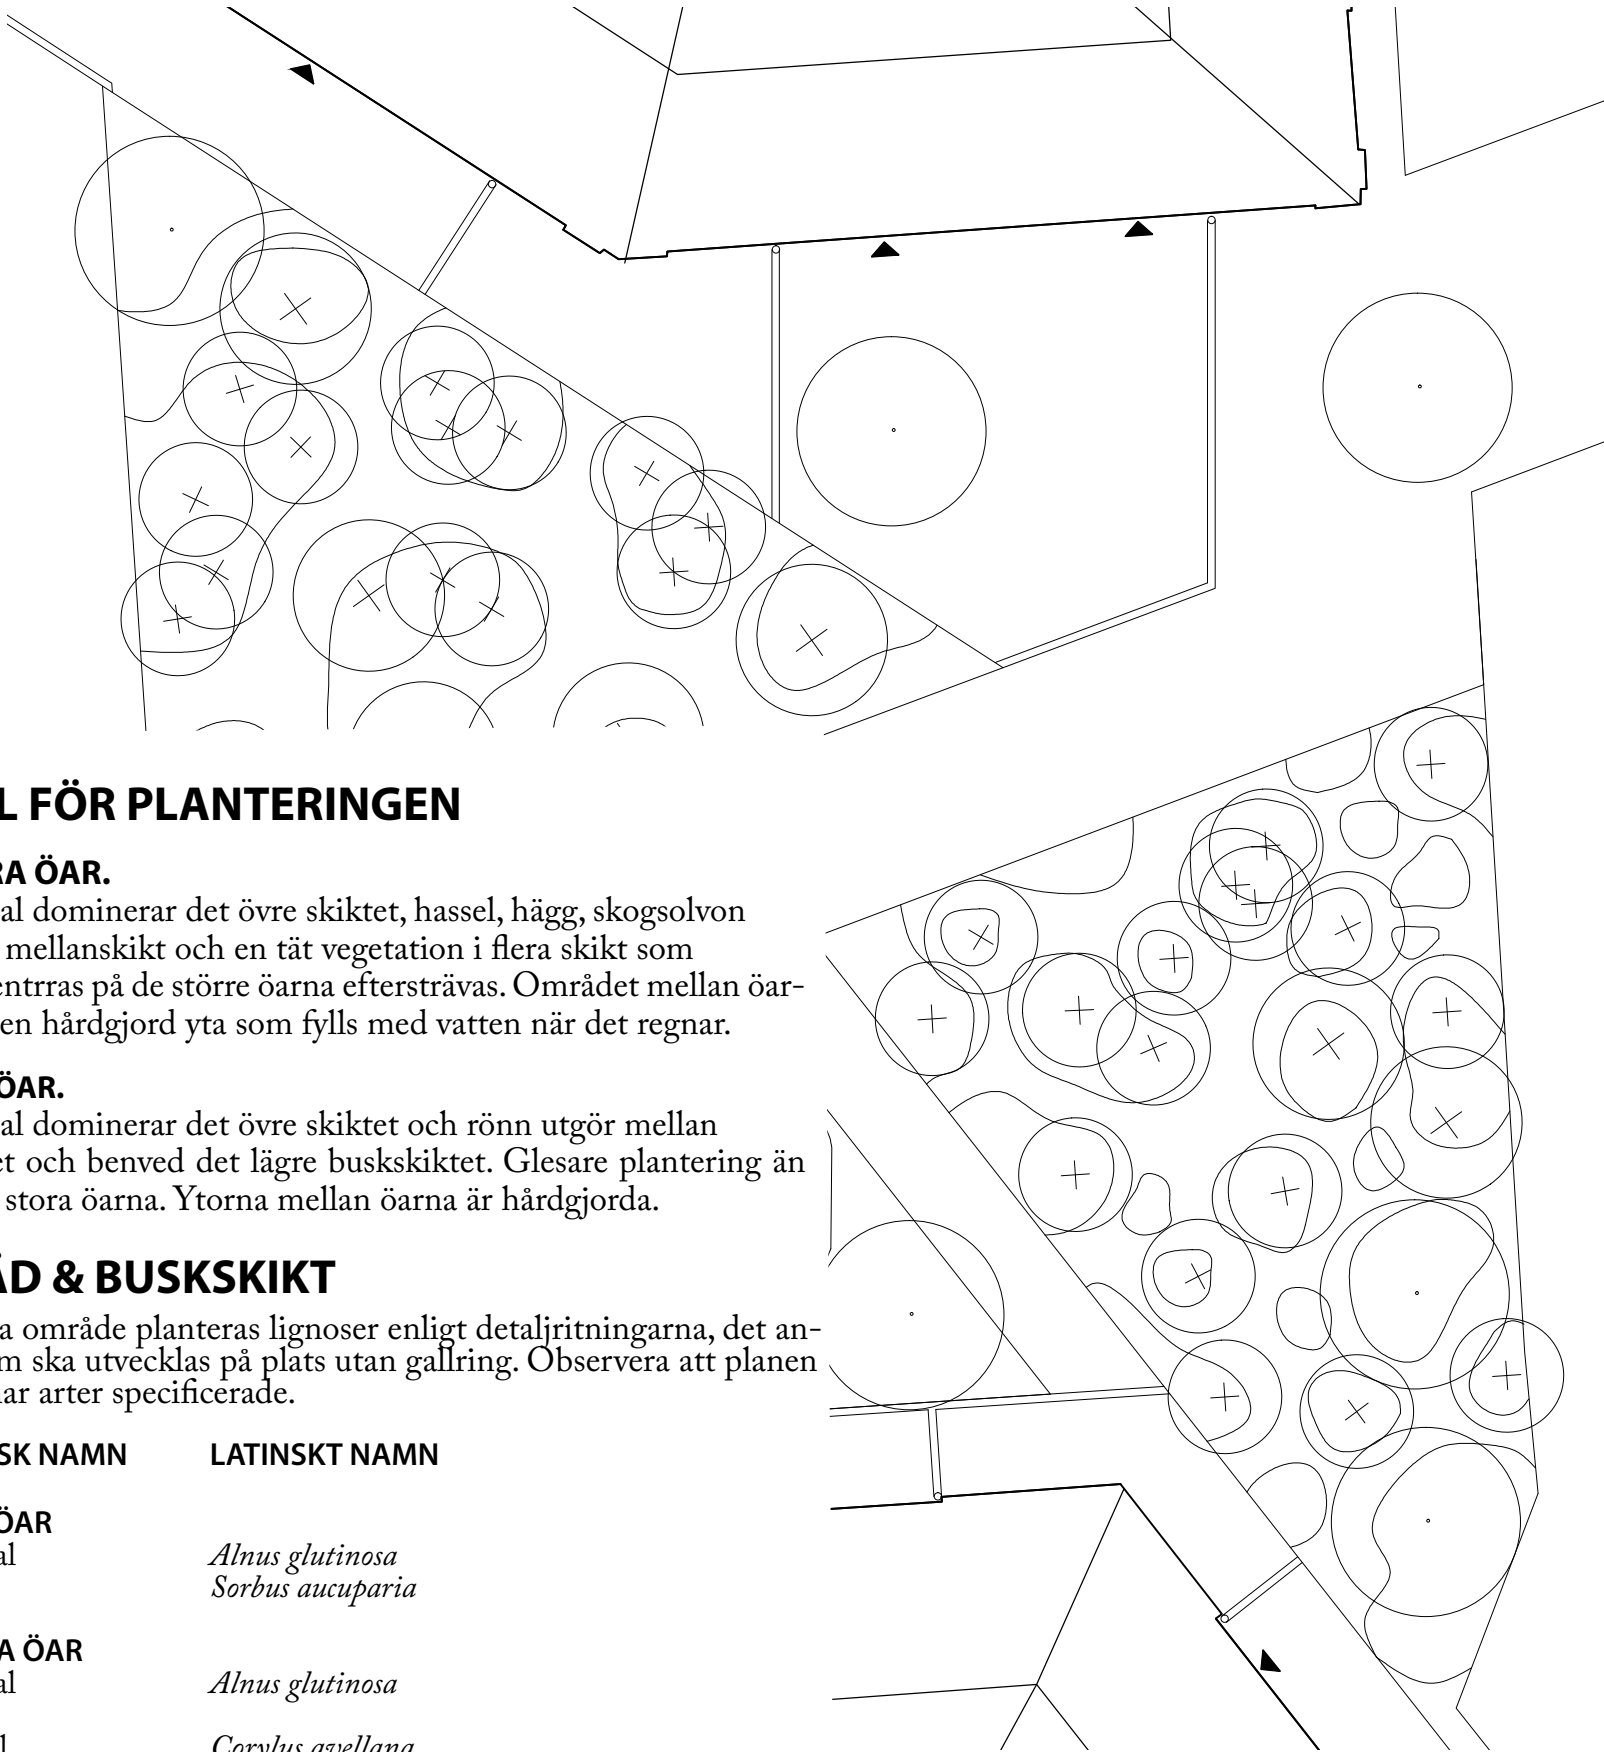 L FÖR PLANTERINGEN
RA ÖAR.
al dominerar det övre skiktet, hassel, hägg, skogsolvon
mellanskikt och en tät vegetation i flera skikt som
entrras på de större öarna eftersträvas. Området mellan öar-
en hårdgjord yta som fylls med vatten när det regnar.
ÖAR.
al dominerar det övre skiktet och rönn utgör mellan
et och benved det lägre buskskiktet. Glesare plantering än
stora öarna. Ytorna mellan öarna är hårdgjorda.
ÄD & BUSKSKIKT
a område planteras lignoser enligt detaljritningarna, det an-
m ska utvecklas på plats utan gallring. Observera att planen
har arter specificerade.
SK NAMN LATINSKT NAMN
ÖAR
al Alnus glutinosa
Sorbus aucuparia
A ÖAR
al Alnus glutinosa
l Corylus avellana